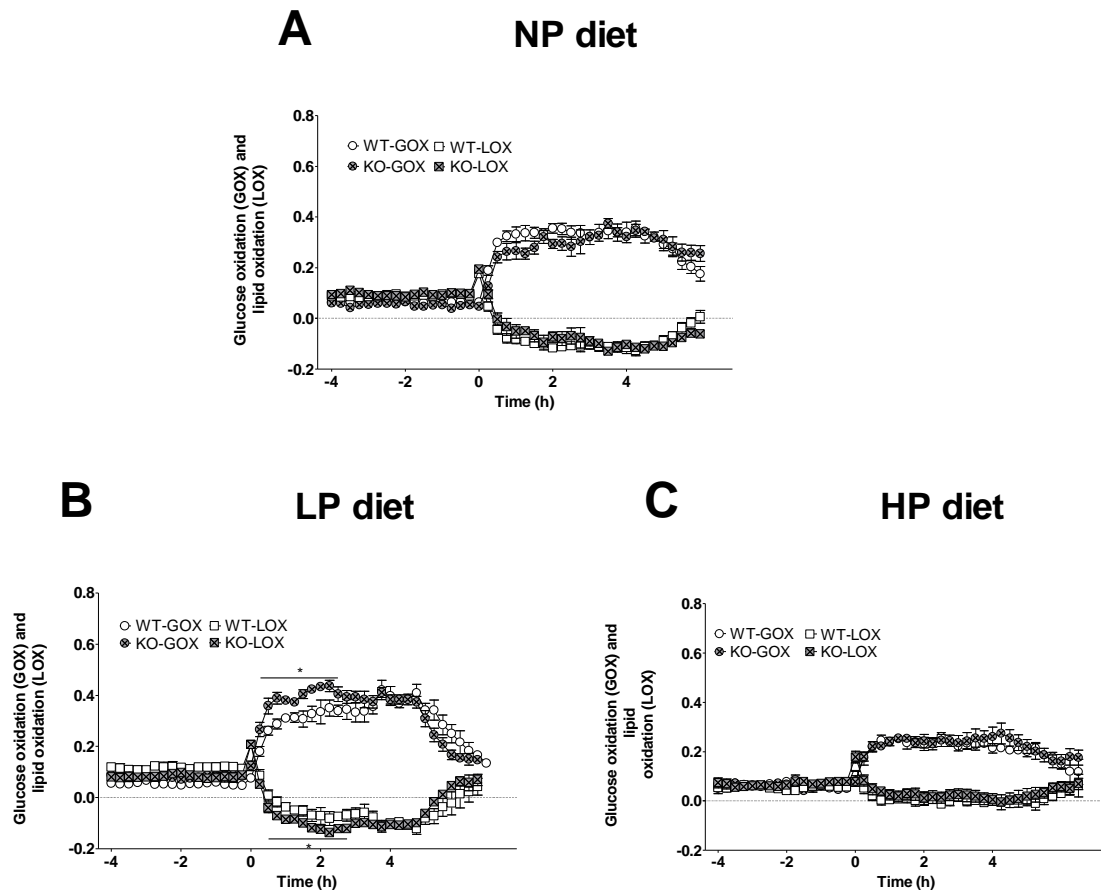 A
NP diet
Glucose oxidation (GOX) and
lipid oxidation (LOX)
0.8
0.6
0.4
0.2
0.0
-0.2
WT-GOX WT-LOX
KO-GOX KO-LOX
-4 -2 0 2 4
Time (h)
B
LP diet
Glucose oxidation (GOX) and
lipid oxidation (LOX)
0.8
0.6
0.4
0.2
0.0
-0.2
WT-GOX WT-LOX
KO-GOX KO-LOX
*
*
-4 -2 0 2 4
Time (h)
C
HP diet
Glucose oxidation (GOX) and
lipid
oxidation (LOX)
0.8
0.6
0.4
0.2
0.0
-0.2
WT-GOX WT-LOX
KO-GOX KO-LOX
-4 -2 0 2 4
Time (h)